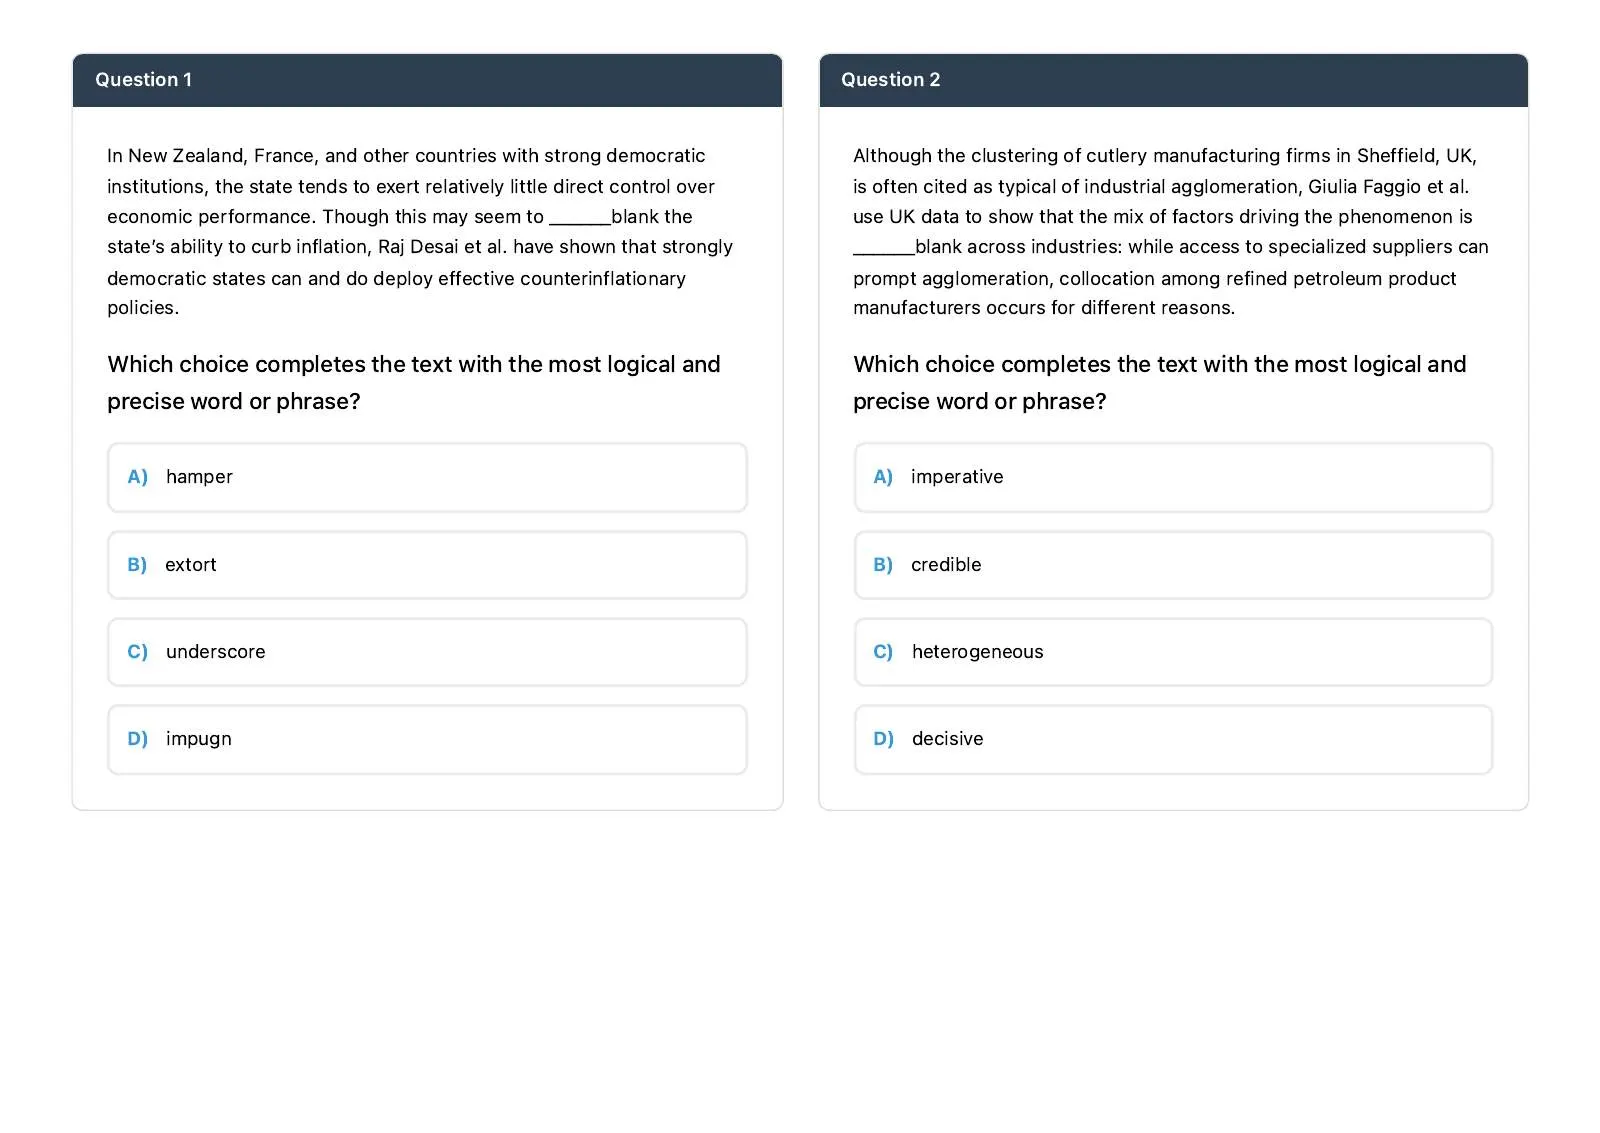 Question 1
In New Zealand, France, and other countries with strong democratic
institutions, the state tends to exert relatively little direct control over
economic performance. Though this may seem to ______blank the
state’s ability to curb inflation, Raj Desai et al. have shown that strongly
democratic states can and do deploy effective counterinflationary
policies.
Which choice completes the text with the most logical and
precise word or phrase?
A) hamper
B) extort
C) underscore
D) impugn
Question 2
Although the clustering of cutlery manufacturing firms in Sheffield, UK,
is often cited as typical of industrial agglomeration, Giulia Faggio et al.
use UK data to show that the mix of factors driving the phenomenon is
______blank across industries: while access to specialized suppliers can
prompt agglomeration, collocation among refined petroleum product
manufacturers occurs for different reasons.
Which choice completes the text with the most logical and
precise word or phrase?
A) imperative
B) credible
C) heterogeneous
D) decisive